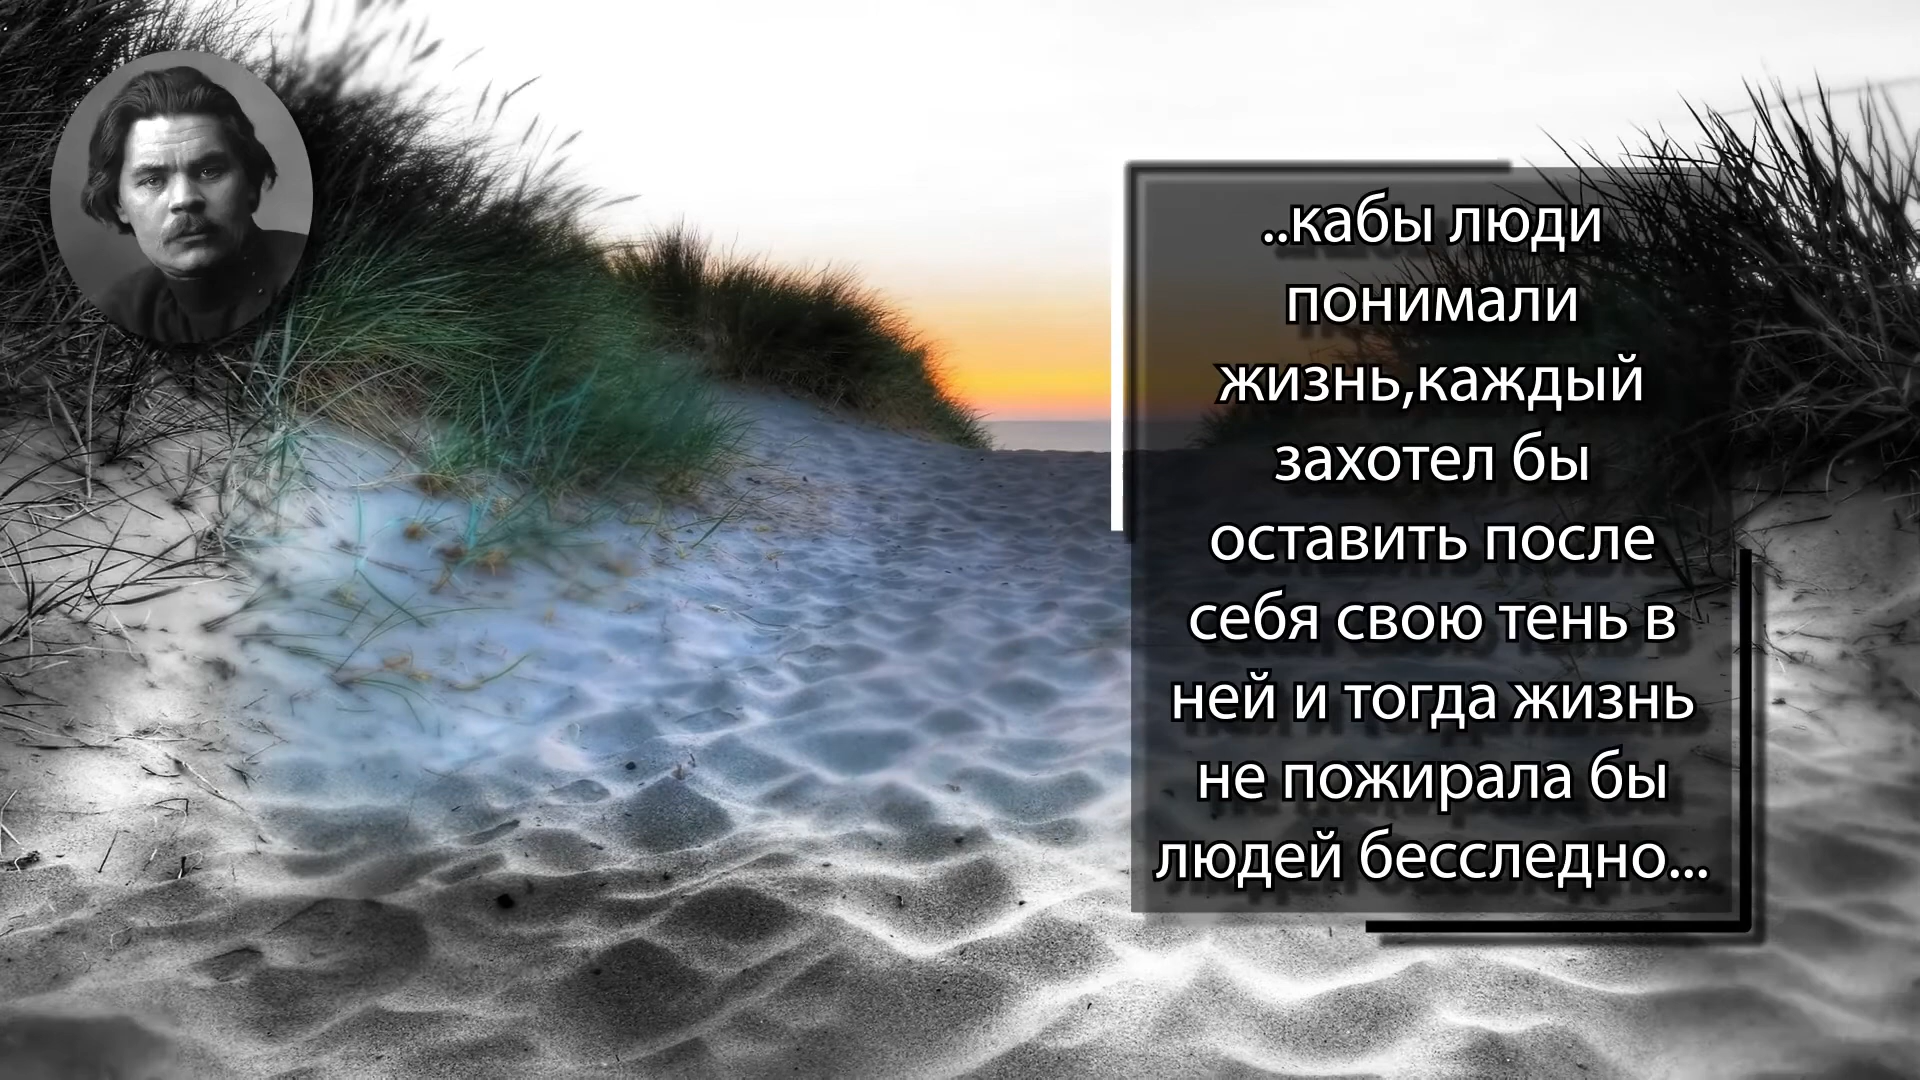 ..кабы люди
понимали
жизнь,каждый
захотел бы
оставить после
себя свою тень в
ней и тогда жизнь
не пожирала бы
людей бесследно...